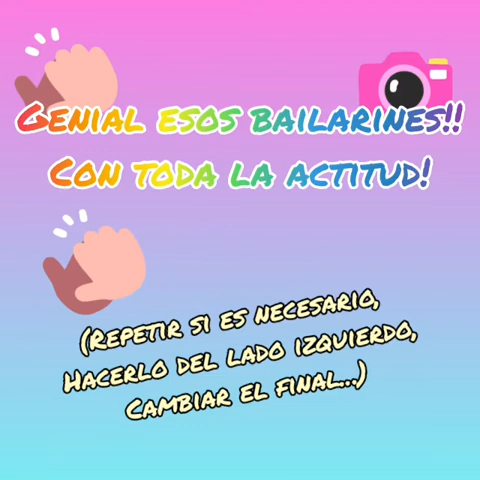 Genial esos bailarines!!
Con toda la actitud!
(Repetir si es necesario,
Hacerlo del lado izquierdo,
Cambiar el final...)